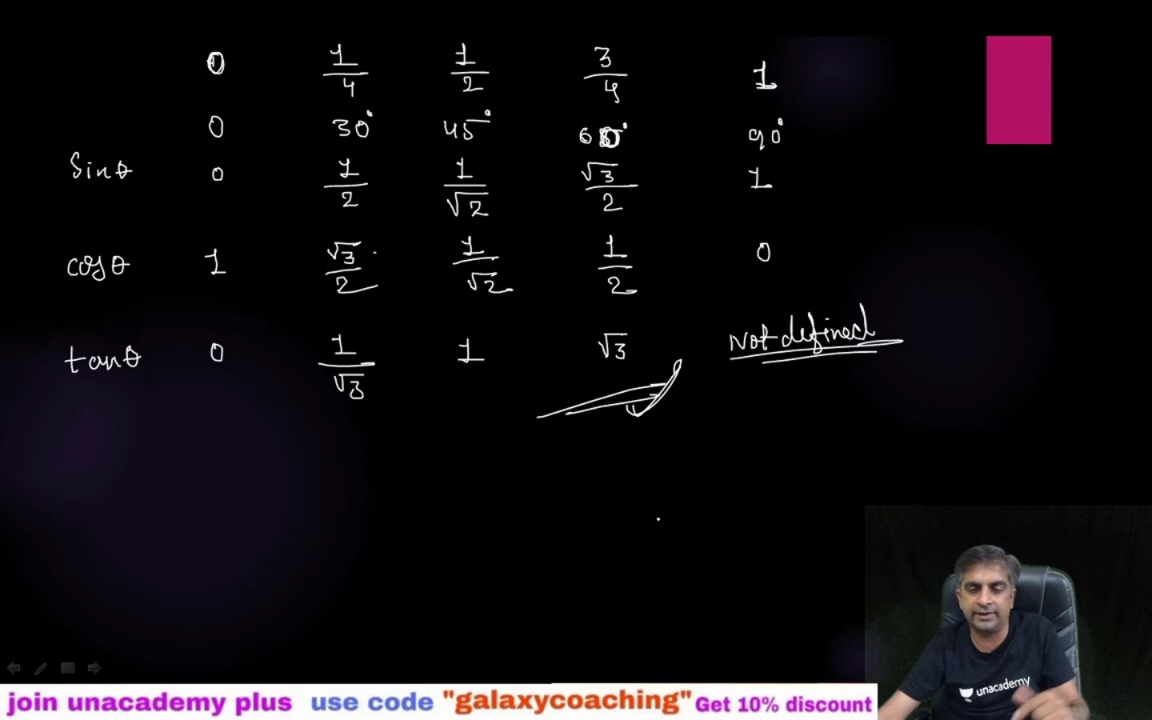 0 1/4 1/2 3/4 1
0 30° 45° 60° 90°
Sinθ 0 1/2 1/√2 √3/2 1
cosθ 1 √3/2 1/√2 1/2 0
tanθ 0 1/√3 1 √3 Not defined
unacademy
join unacademy plus use code "galaxycoaching" Get 10% discount